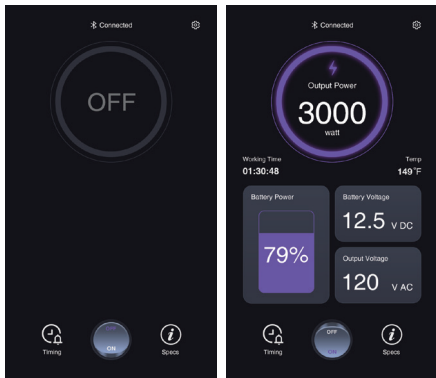 Connected
OFF
OFF
ON
Timing
Specs
Connected
Output Power
3000
watt
Working Time
Temp
01:30:48
149°F
Battery Power
79%
Battery Voltage
12.5 V DC
Output Voltage
120 V AC
OFF
ON
Timing
Specs